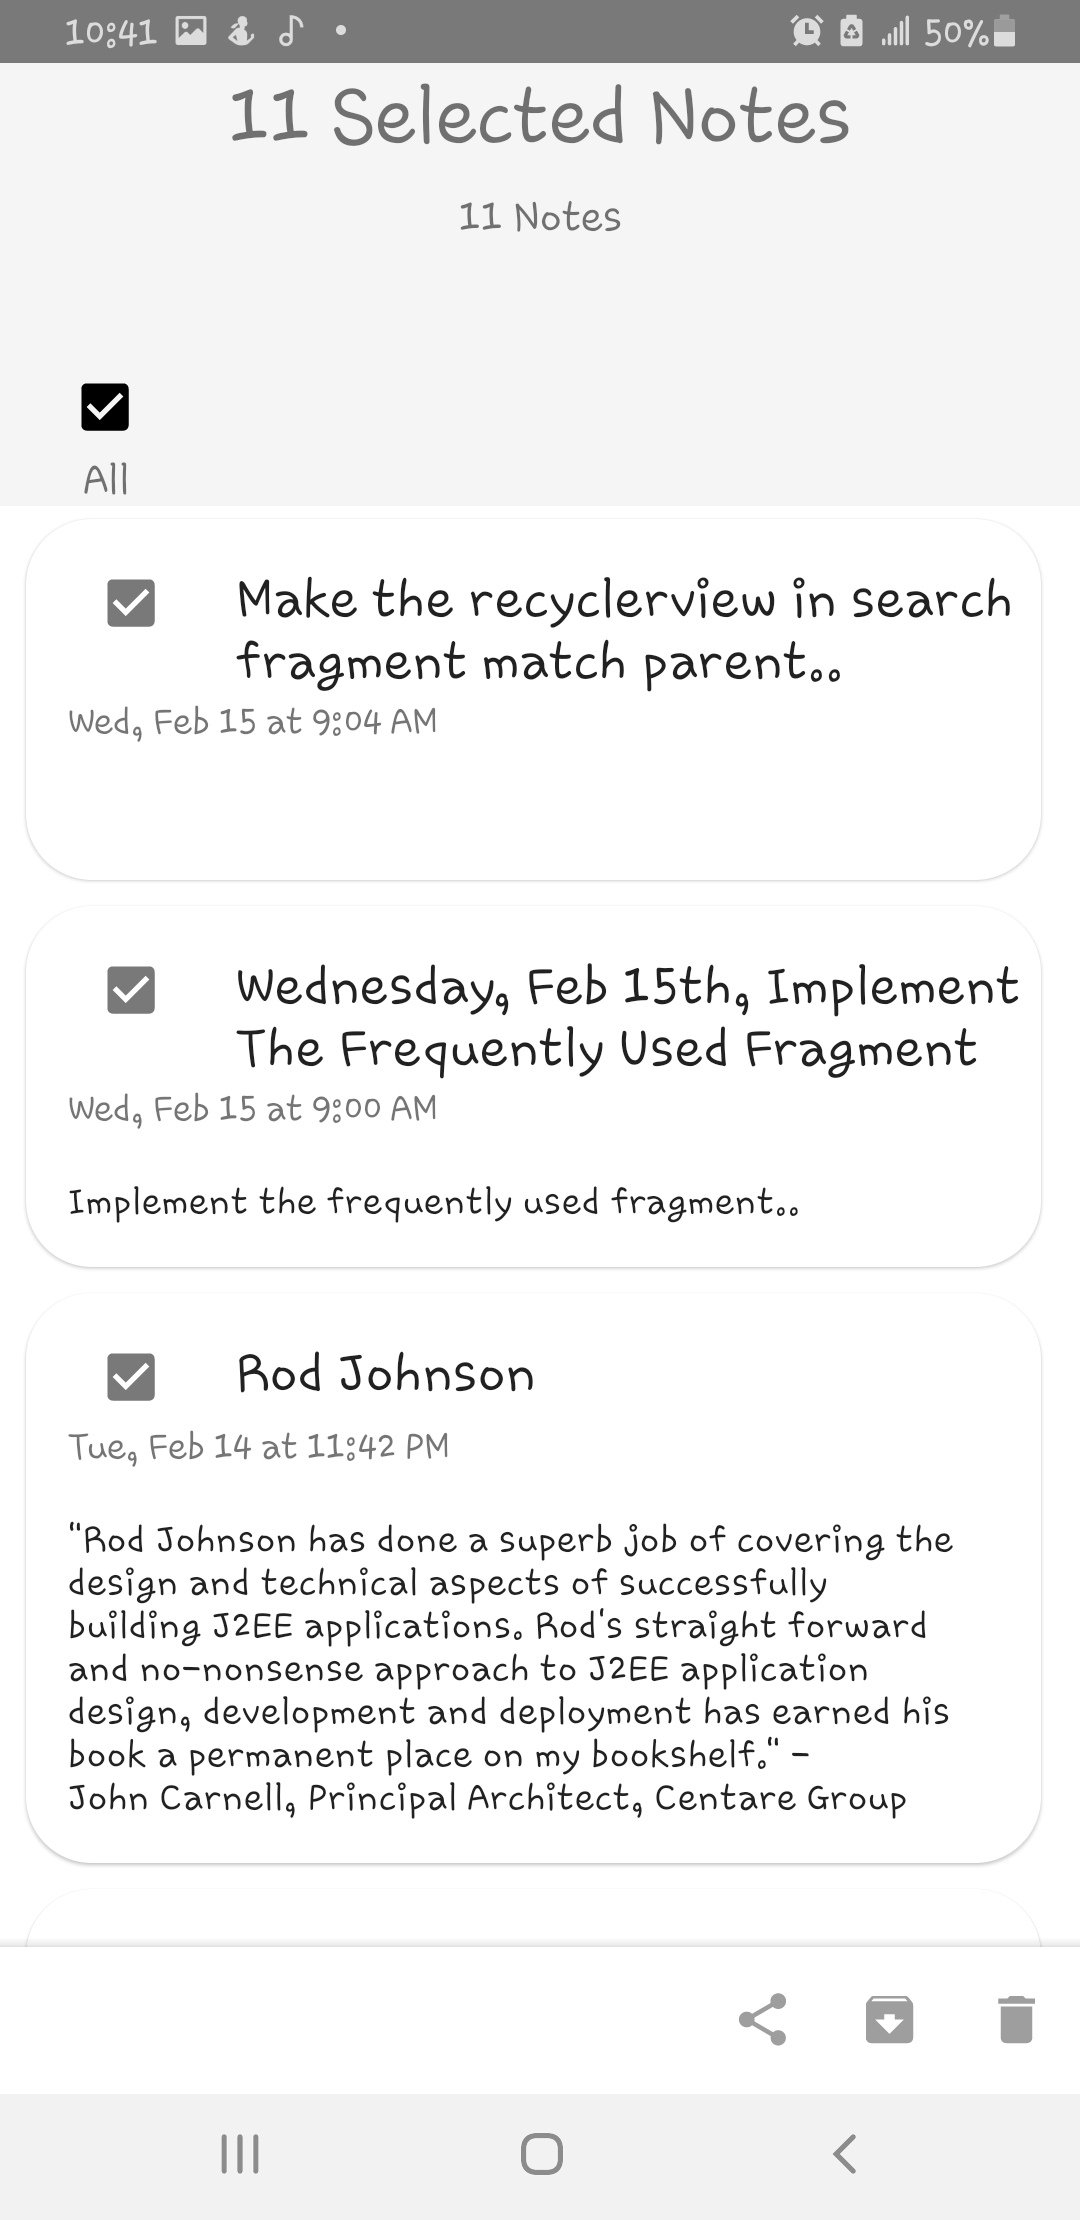 10:41
50%
11 Selected Notes
11 Notes
All
Make the recyclerview in search
fragment match parent..
Wed, Feb 15 at 9:04 AM
Wednesday, Feb 15th, Implement
The Frequently Used Fragment
Wed, Feb 15 at 9:00 AM
Implement the frequently used fragment..
Rod Johnson
Tue, Feb 14 at 11:42 PM
"Rod Johnson has done a superb job of covering the
design and technical aspects of successfully
building J2EE applications. Rod's straight forward
and no-nonsense approach to J2EE application
design, development and deployment has earned his
book a permanent place on my bookshelf." -
John Carnell, Principal Architect, Centare Group